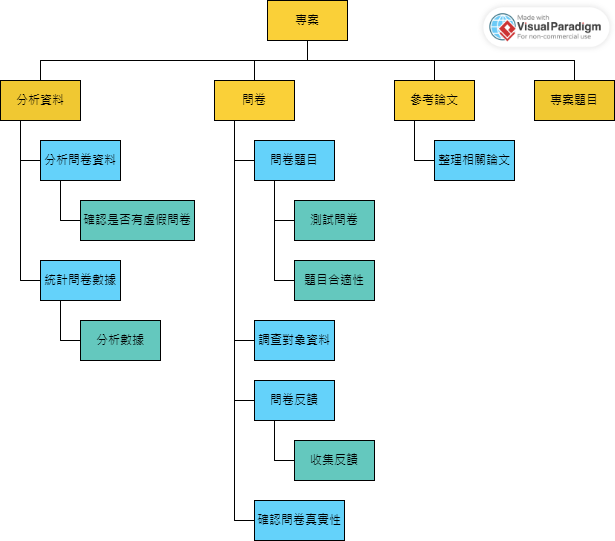 專案
Made with
Visual Paradigm
For non-commercial use
分析資料
問卷
參考論文
專案題目
分析問卷資料
問卷題目
整理相關論文
確認是否有虛假問卷
測試問卷
統計問卷數據
題目合適性
分析數據
調查對象資料
問卷反饋
收集反饋
確認問卷真實性